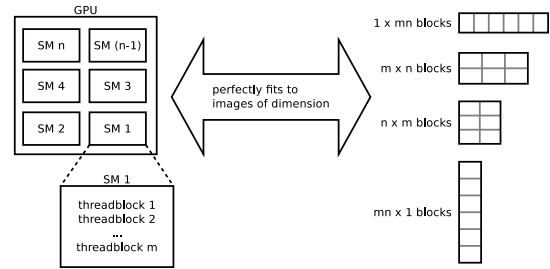 GPU
SM n SM (n-1)
SM 4 SM 3
SM 2 SM 1
SM 1
threadblock 1
threadblock 2
...
threadblock m
perfectly fits to
images of dimension
1 x mn blocks
m x n blocks
n x m blocks
mn x 1 blocks